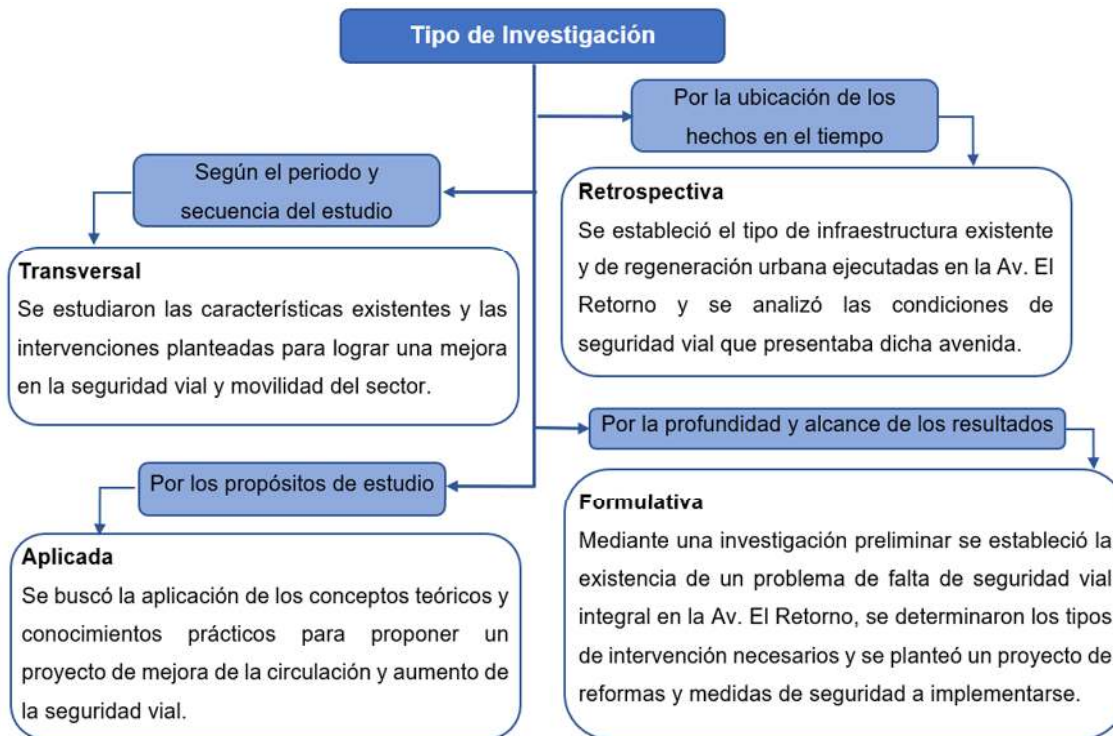 Tipo de Investigación
Por la ubicación de los
hechos en el tiempo
Según el periodo y
secuencia del estudio
Retrospectiva
Se estableció el tipo de infraestructura existente
y de regeneración urbana ejecutadas en la Av. El
Retorno y se analizó las condiciones de
seguridad vial que presentaba dicha avenida.
Transversal
Se estudiaron las características existentes y las
intervenciones planteadas para lograr una mejora
en la seguridad vial y movilidad del sector.
Por la profundidad y alcance de los resultados
Por los propósitos de estudio
Formulativa
Mediante una investigación preliminar se estableció la
existencia de un problema de falta de seguridad vial
integral en la Av. El Retorno, se determinaron los tipos
de intervención necesarios y se planteó un proyecto de
reformas y medidas de seguridad a implementarse.
Aplicada
Se buscó la aplicación de los conceptos teóricos y
conocimientos prácticos para proponer un
proyecto de mejora de la circulación y aumento de
la seguridad vial.